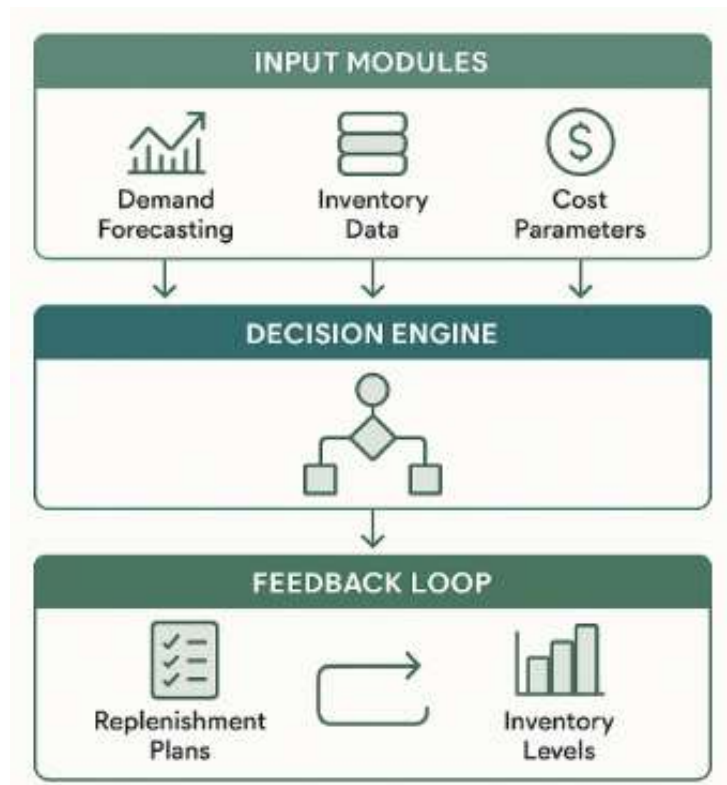 INPUT MODULES
Demand Forecasting
Inventory Data
$
Cost Parameters
DECISION ENGINE
FEEDBACK LOOP
Replenishment Plans
Inventory Levels